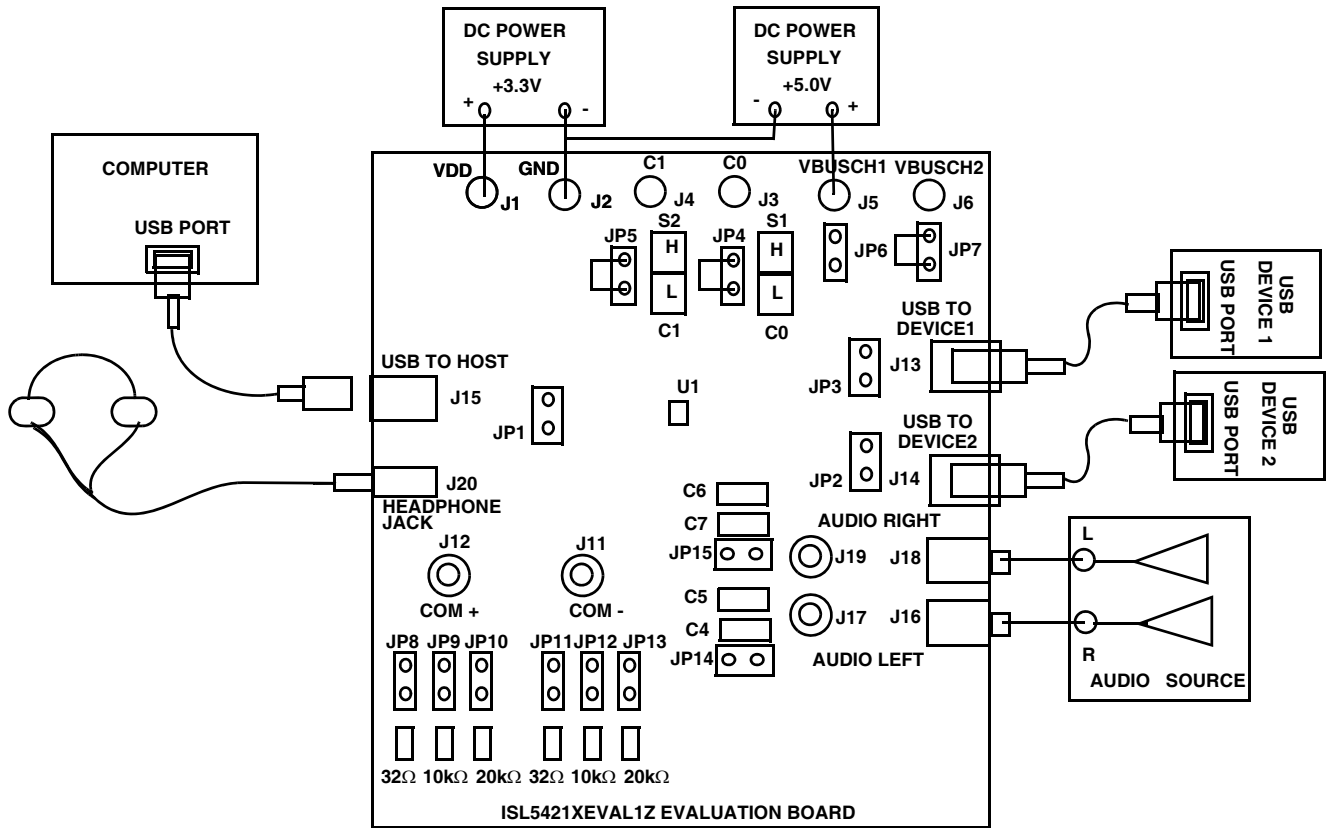 DC POWER
SUPPLY
+3.3V
+ -
DC POWER
SUPPLY
+5.0V
- +
COMPUTER
USB PORT
VDD
J1
GND
J2
C1
J4
C0
J3
VBUSCH1
J5
VBUSCH2
J6
JP5
S2
H
L
C1
JP4
S1
H
L
C0
JP6
JP7
USB TO
DEVICE1
J13
JP3
USB
DEVICE 1
USB PORT
USB TO HOST
J15
JP1
U1
USB TO
DEVICE2
J14
JP2
USB
DEVICE 2
USB PORT
J20
HEADPHONE
JACK
C6
C7
JP15
AUDIO RIGHT
J19
J18
L
J12
COM +
J11
COM -
C5
C4
JP14
J17
J16
AUDIO LEFT
R
AUDIO SOURCE
JP8 JP9 JP10
JP11 JP12 JP13
32Ω 10kΩ 20kΩ
32Ω 10kΩ 20kΩ
ISL5421XEVAL1Z EVALUATION BOARD